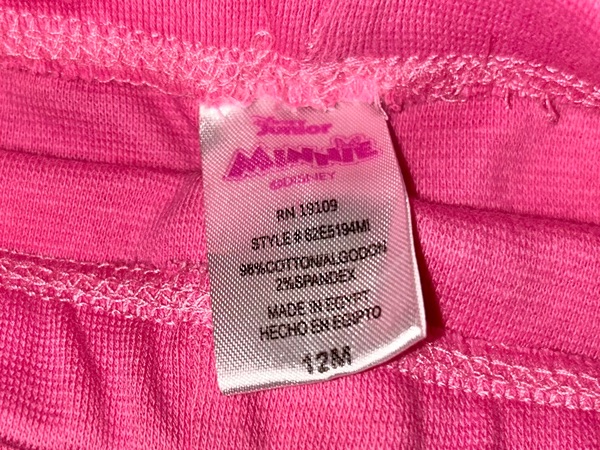 Junior
MINNIE
©DISNEY
RN 19109
STYLE # 62E5194MI
98%COTTON/ALGODON
2%SPANDEX
MADE IN EGYPT
HECHO EN EGIPTO
12M